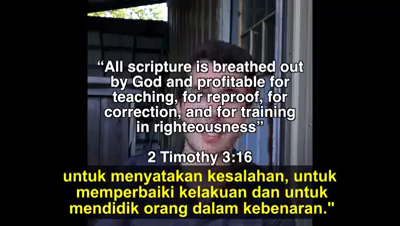 “All scripture is breathed out
by God and profitable for
teaching, for reproof, for
correction, and for training
in righteousness”
2 Timothy 3:16
untuk menyatakan kesalahan, untuk
memperbaiki kelakuan dan untuk
mendidik orang dalam kebenaran."